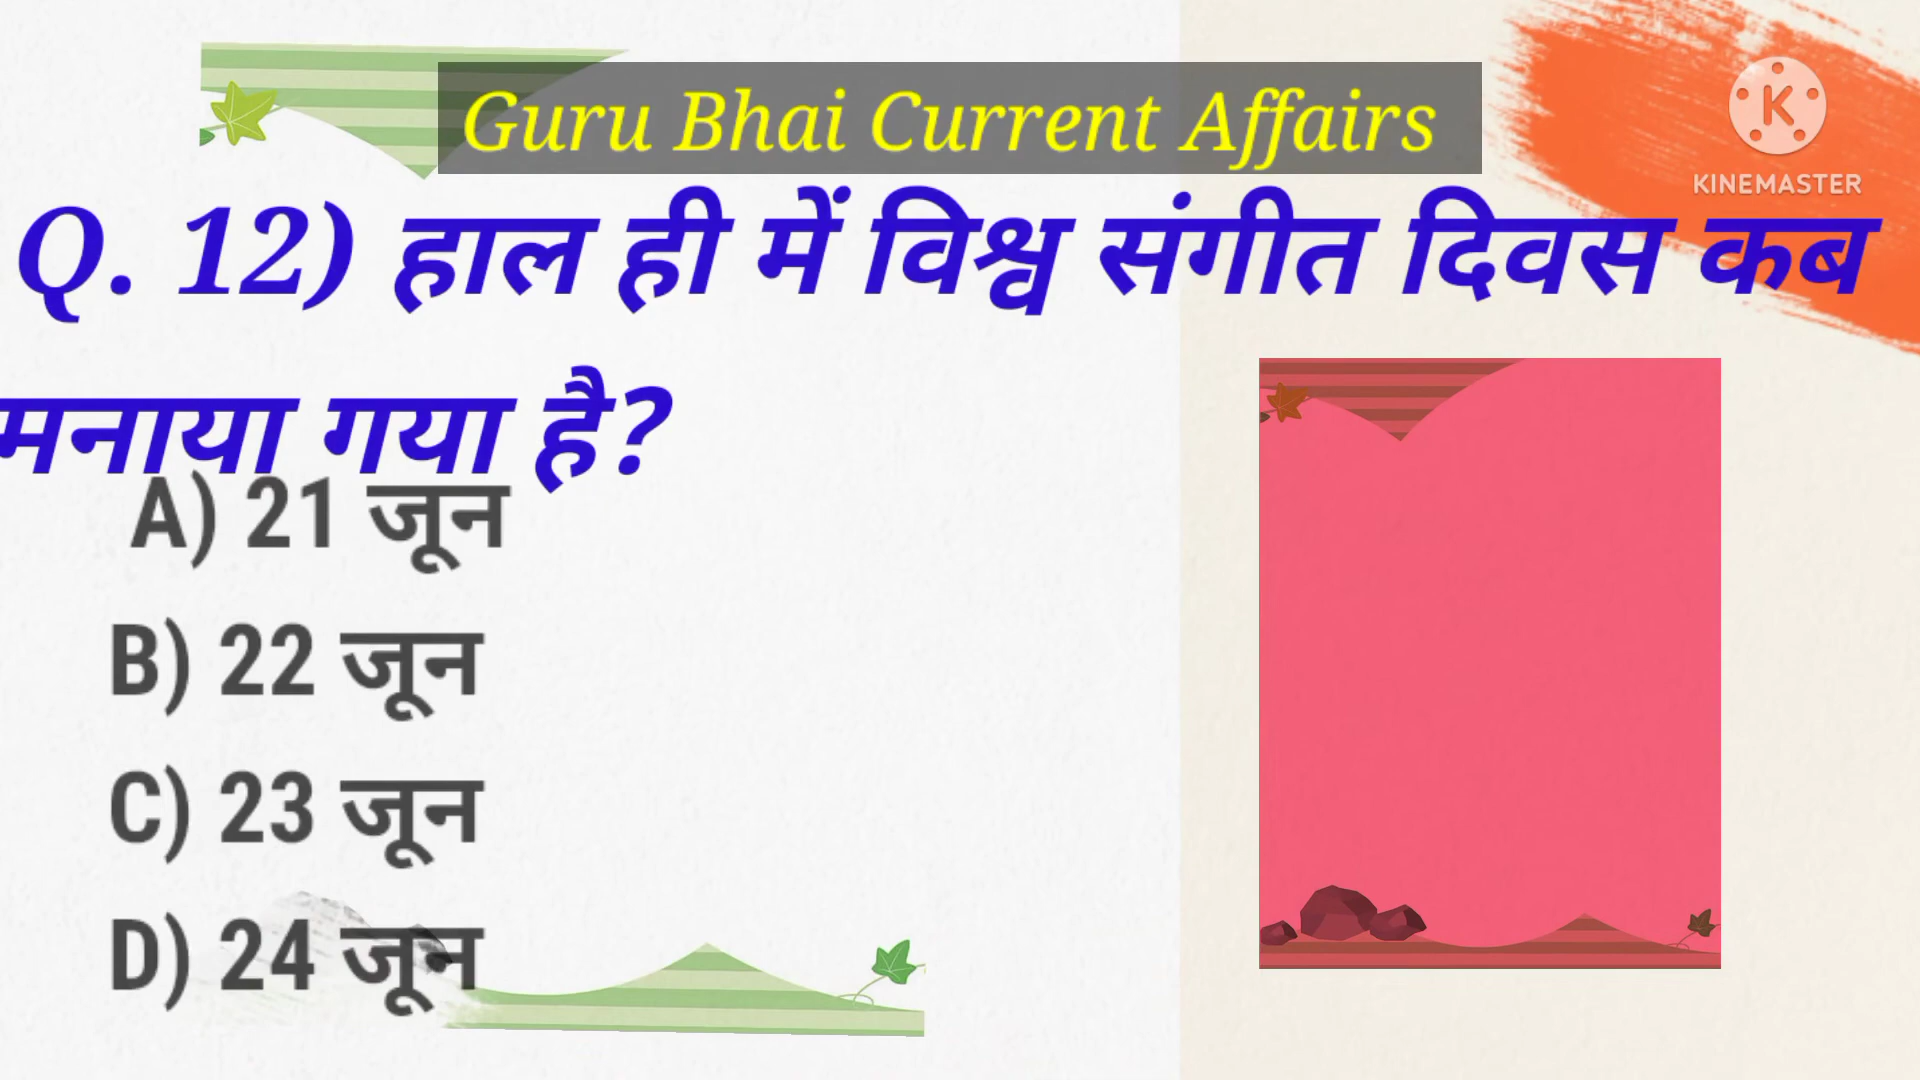 Guru Bhai Current Affairs
KINEMASTER
Q. 12) हाल ही में विश्व संगीत दिवस कब
मनाया गया है?
A) 21 जून
B) 22 जून
C) 23 जून
D) 24 जून